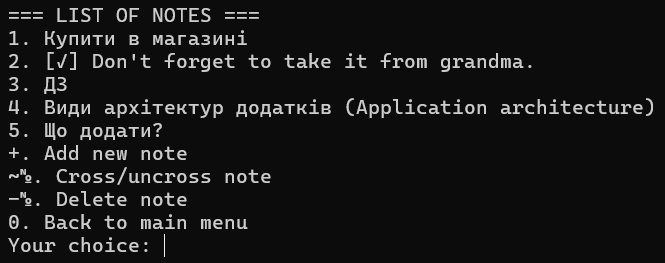 === LIST OF NOTES ===
1. Купити в магазині
2. [√] Don't forget to take it from grandma.
3. ДЗ
4. Види архітектур додатків (Application architecture)
5. Що додати?
+. Add new note
~№. Cross/uncross note
-№. Delete note
0. Back to main menu
Your choice: